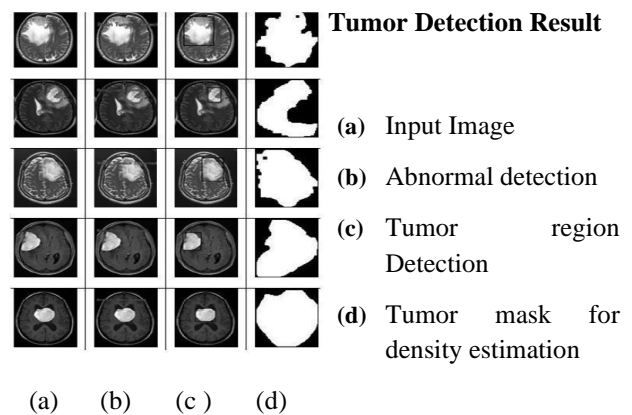 Tumor Detection Result
(a) Input Image
(b) Abnormal detection
(c) Tumor region
Detection
(d) Tumor mask for
density estimation
(a) (b) (c ) (d)